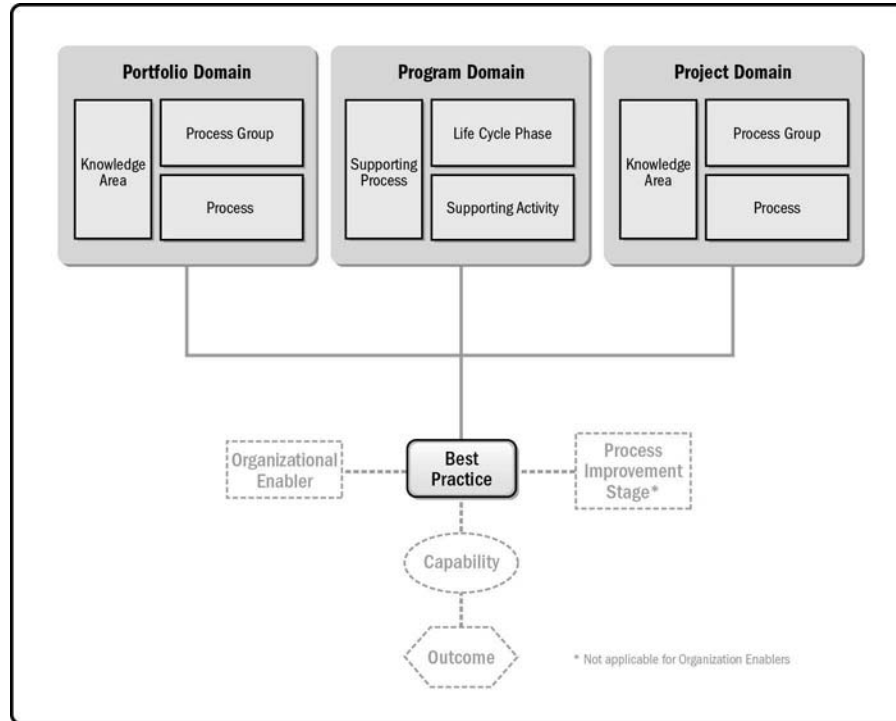 Portfolio Domain
Knowledge
Area
Process Group
Process
Program Domain
Supporting
Process
Life Cycle Phase
Supporting Activity
Project Domain
Knowledge
Area
Process Group
Process
Organizational
Enabler
Best
Practice
Process
Improvement
Stage*
Capability
Outcome
* Not applicable for Organization Enablers